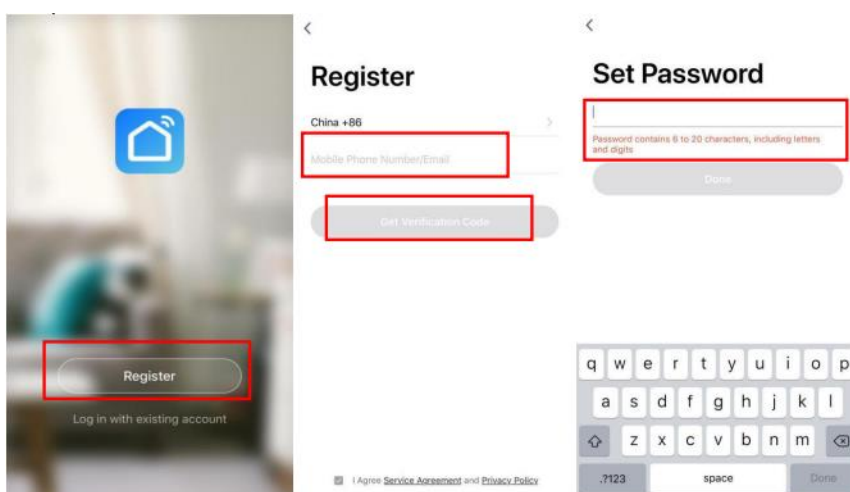 Register
Log in with existing account
Register
China +86
Mobile Phone Number/Email
Get Verification Code
I Agree Service Agreement and Privacy Policy
Set Password
Password contains 6 to 20 characters, including letters
and digits
Done
q w e r t y u i o p
a s d f g h j k l
z x c v b n m
.?123 space Done